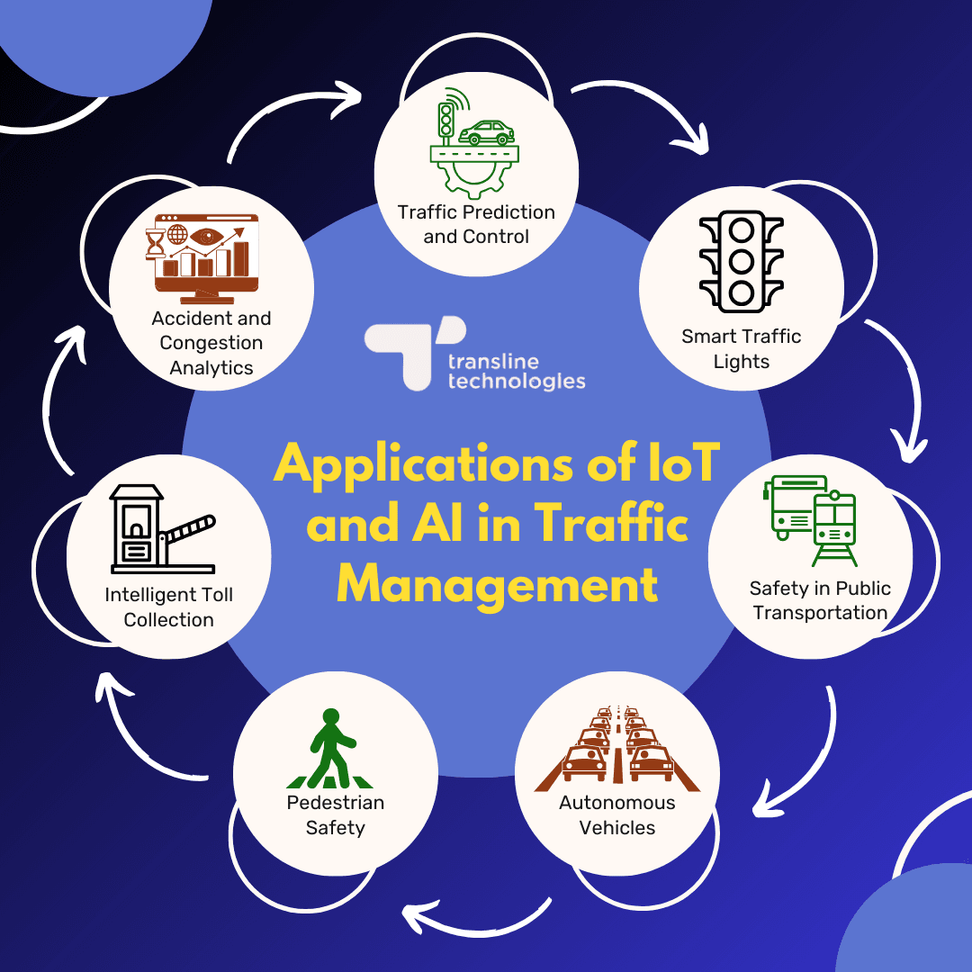 Traffic Prediction
and Control
Smart Traffic
Lights
Safety in Public
Transportation
Autonomous
Vehicles
Pedestrian
Safety
Intelligent Toll
Collection
Accident and
Congestion
Analytics
transline
technologies
Applications of IoT
and AI in Traffic
Management